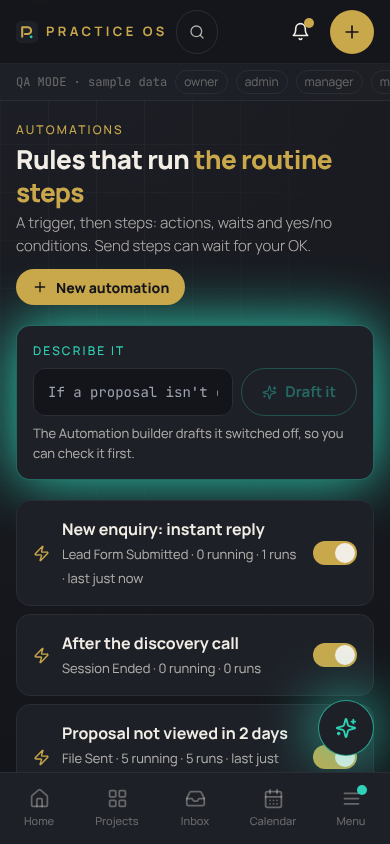 PRACTICE OS
QA MODE · sample data owner admin manager
AUTOMATIONS
Rules that run the routine
steps
A trigger, then steps: actions, waits and yes/no
conditions. Send steps can wait for your OK.
New automation
DESCRIBE IT
If a proposal isn't
Draft it
The Automation builder drafts it switched off, so you
can check it first.
New enquiry: instant reply
Lead Form Submitted · 0 running · 1 runs
· last just now
After the discovery call
Session Ended · 0 running · 0 runs
Proposal not viewed in 2 days
File Sent · 5 running · 5 runs · last just
Home Projects Inbox Calendar Menu